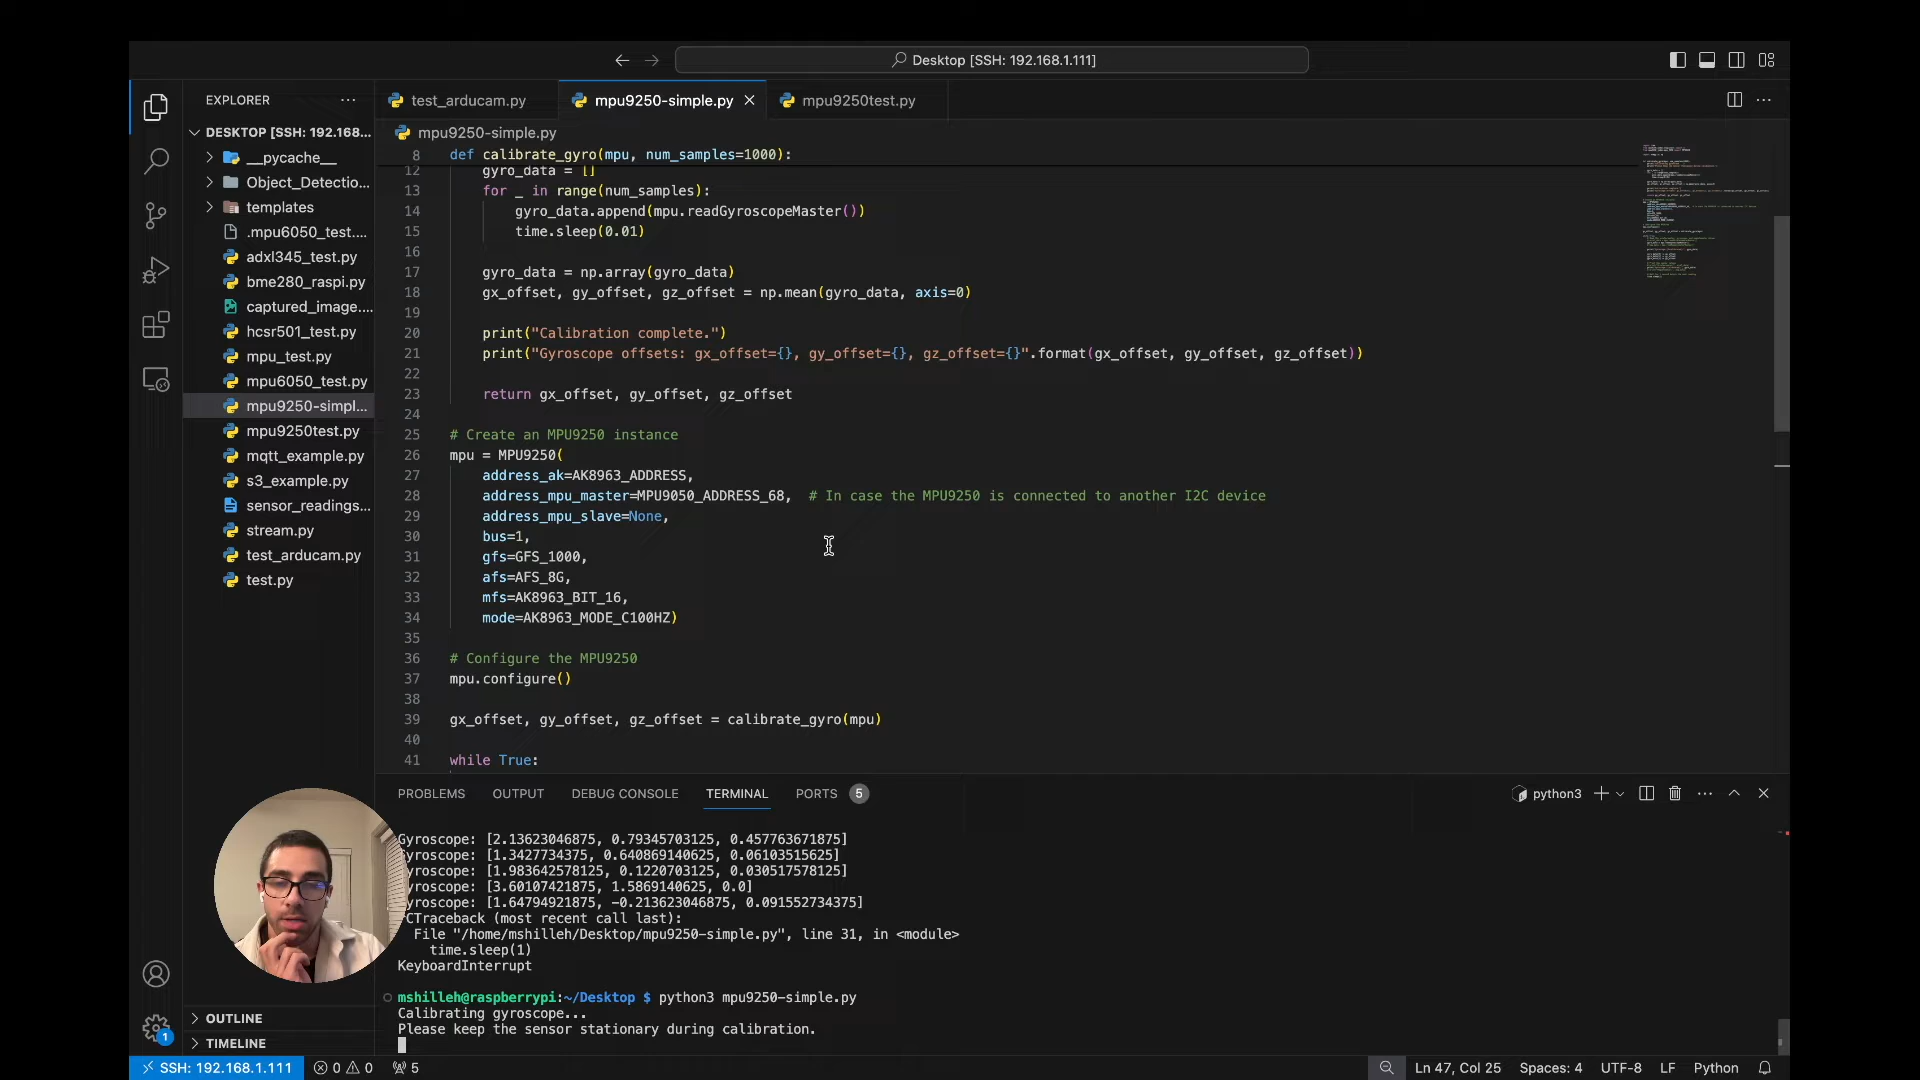 Desktop [SSH: 192.168.1.111]
EXPLORER
test_arducam.py
mpu9250-simple.py
mpu9250test.py
DESKTOP [SSH: 192.168...
__pycache__
Object_Detectio...
templates
.mpu6050_test....
adxl345_test.py
bme280_raspi.py
captured_image....
hcsr501_test.py
mpu_test.py
mpu6050_test.py
mpu9250-simpl...
mpu9250test.py
mqtt_example.py
s3_example.py
sensor_readings...
stream.py
test_arducam.py
test.py
OUTLINE
TIMELINE
mpu9250-simple.py
8 def calibrate_gyro(mpu, num_samples=1000):
12 gyro_data = []
13 for _ in range(num_samples):
14 gyro_data.append(mpu.readGyroscopeMaster())
15 time.sleep(0.01)
16
17 gyro_data = np.array(gyro_data)
18 gx_offset, gy_offset, gz_offset = np.mean(gyro_data, axis=0)
19
20 print("Calibration complete.")
21 print("Gyroscope offsets: gx_offset={}, gy_offset={}, gz_offset={}".format(gx_offset, gy_offset, gz_offset))
22
23 return gx_offset, gy_offset, gz_offset
24
25 # Create an MPU9250 instance
26 mpu = MPU9250(
27 address_ak=AK8963_ADDRESS,
28 address_mpu_master=MPU9050_ADDRESS_68, # In case the MPU9250 is connected to another I2C device
29 address_mpu_slave=None,
30 bus=1,
31 gfs=GFS_1000,
32 afs=AFS_8G,
33 mfs=AK8963_BIT_16,
34 mode=AK8963_MODE_C100HZ)
35
36 # Configure the MPU9250
37 mpu.configure()
38
39 gx_offset, gy_offset, gz_offset = calibrate_gyro(mpu)
40
41 while True:
PROBLEMS OUTPUT DEBUG CONSOLE TERMINAL PORTS 5
python3
Gyroscope: [2.13623046875, 0.79345703125, 0.457763671875]
yroscope: [1.3427734375, 0.640869140625, 0.06103515625]
yroscope: [1.983642578125, 0.1220703125, 0.030517578125]
yroscope: [3.60107421875, 1.5869140625, 0.0]
yroscope: [1.64794921875, -0.213623046875, 0.091552734375]
CTraceback (most recent call last):
File "/home/mshilleh/Desktop/mpu9250-simple.py", line 31, in <module>
time.sleep(1)
KeyboardInterrupt
mshilleh@raspberrypi:~/Desktop $ python3 mpu9250-simple.py
Calibrating gyroscope...
Please keep the sensor stationary during calibration.
1
SSH: 192.168.1.111 0 0 5
Ln 47, Col 25 Spaces: 4 UTF-8 LF Python